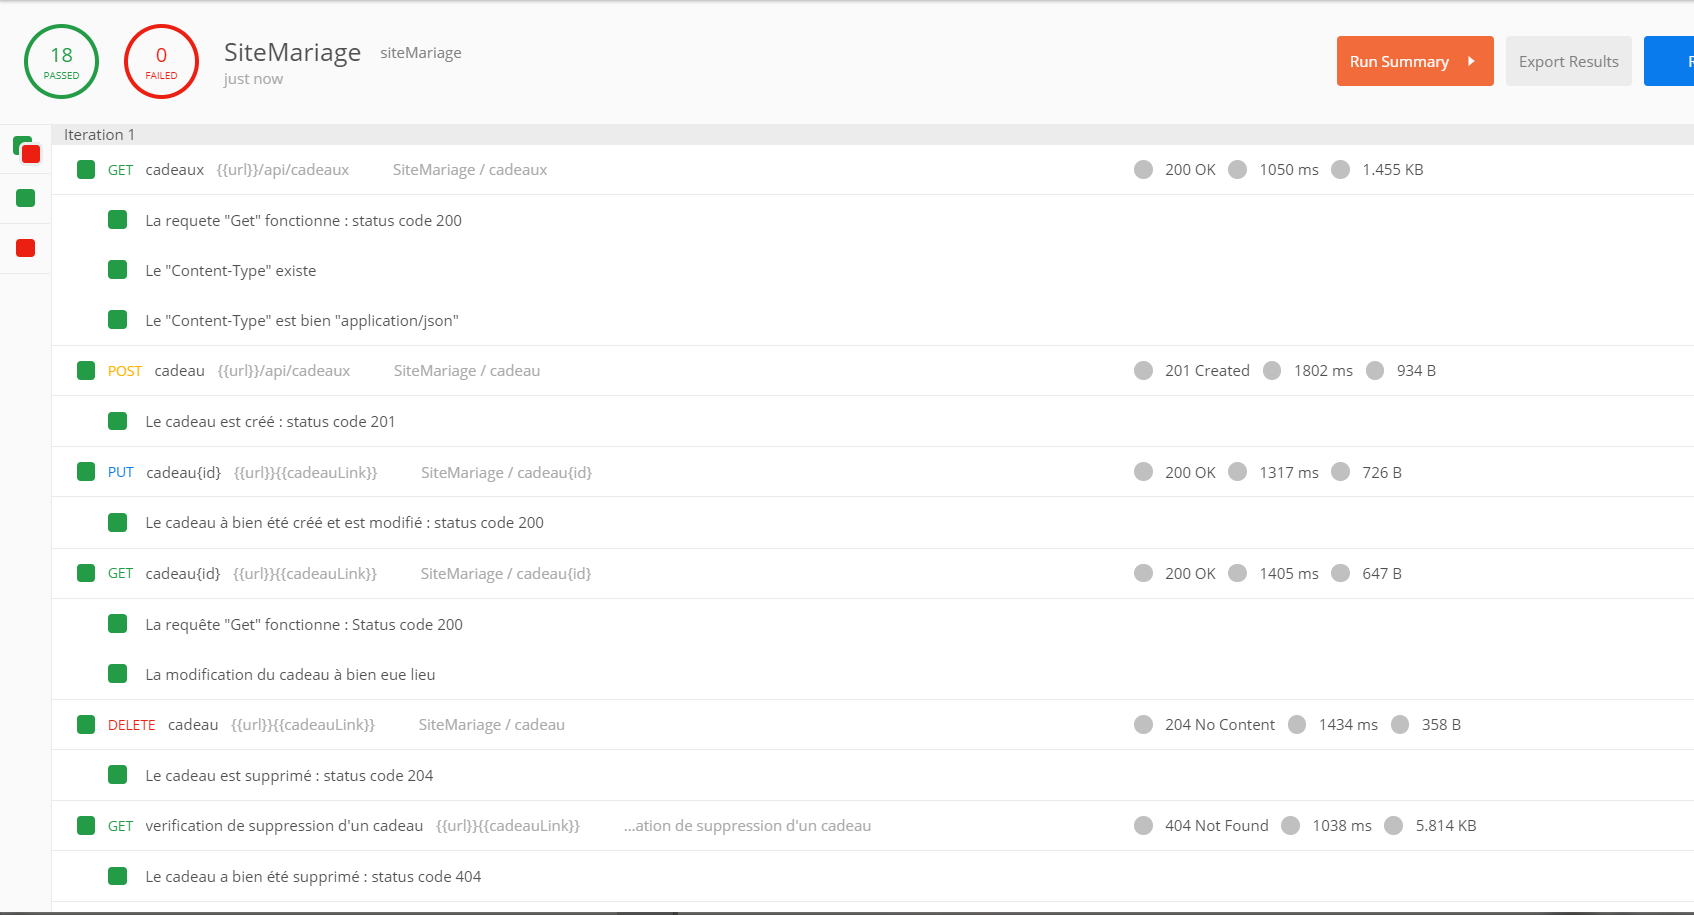 18 PASSED
0 FAILED
SiteMariage siteMariage
just now
Run Summary
Export Results
R
Iteration 1
GET cadeaux {{url}}/api/cadeaux SiteMariage / cadeaux 200 OK 1050 ms 1.455 KB
La requete "Get" fonctionne : status code 200
Le "Content-Type" existe
Le "Content-Type" est bien "application/json"
POST cadeau {{url}}/api/cadeaux SiteMariage / cadeau 201 Created 1802 ms 934 B
Le cadeau est créé : status code 201
PUT cadeau{id} {{url}}{{cadeauLink}} SiteMariage / cadeau{id} 200 OK 1317 ms 726 B
Le cadeau à bien été créé et est modifié : status code 200
GET cadeau{id} {{url}}{{cadeauLink}} SiteMariage / cadeau{id} 200 OK 1405 ms 647 B
La requête "Get" fonctionne : Status code 200
La modification du cadeau à bien eue lieu
DELETE cadeau {{url}}{{cadeauLink}} SiteMariage / cadeau 204 No Content 1434 ms 358 B
Le cadeau est supprimé : status code 204
GET verification de suppression d'un cadeau {{url}}{{cadeauLink}} ...ation de suppression d'un cadeau 404 Not Found 1038 ms 5.814 KB
Le cadeau a bien été supprimé : status code 404